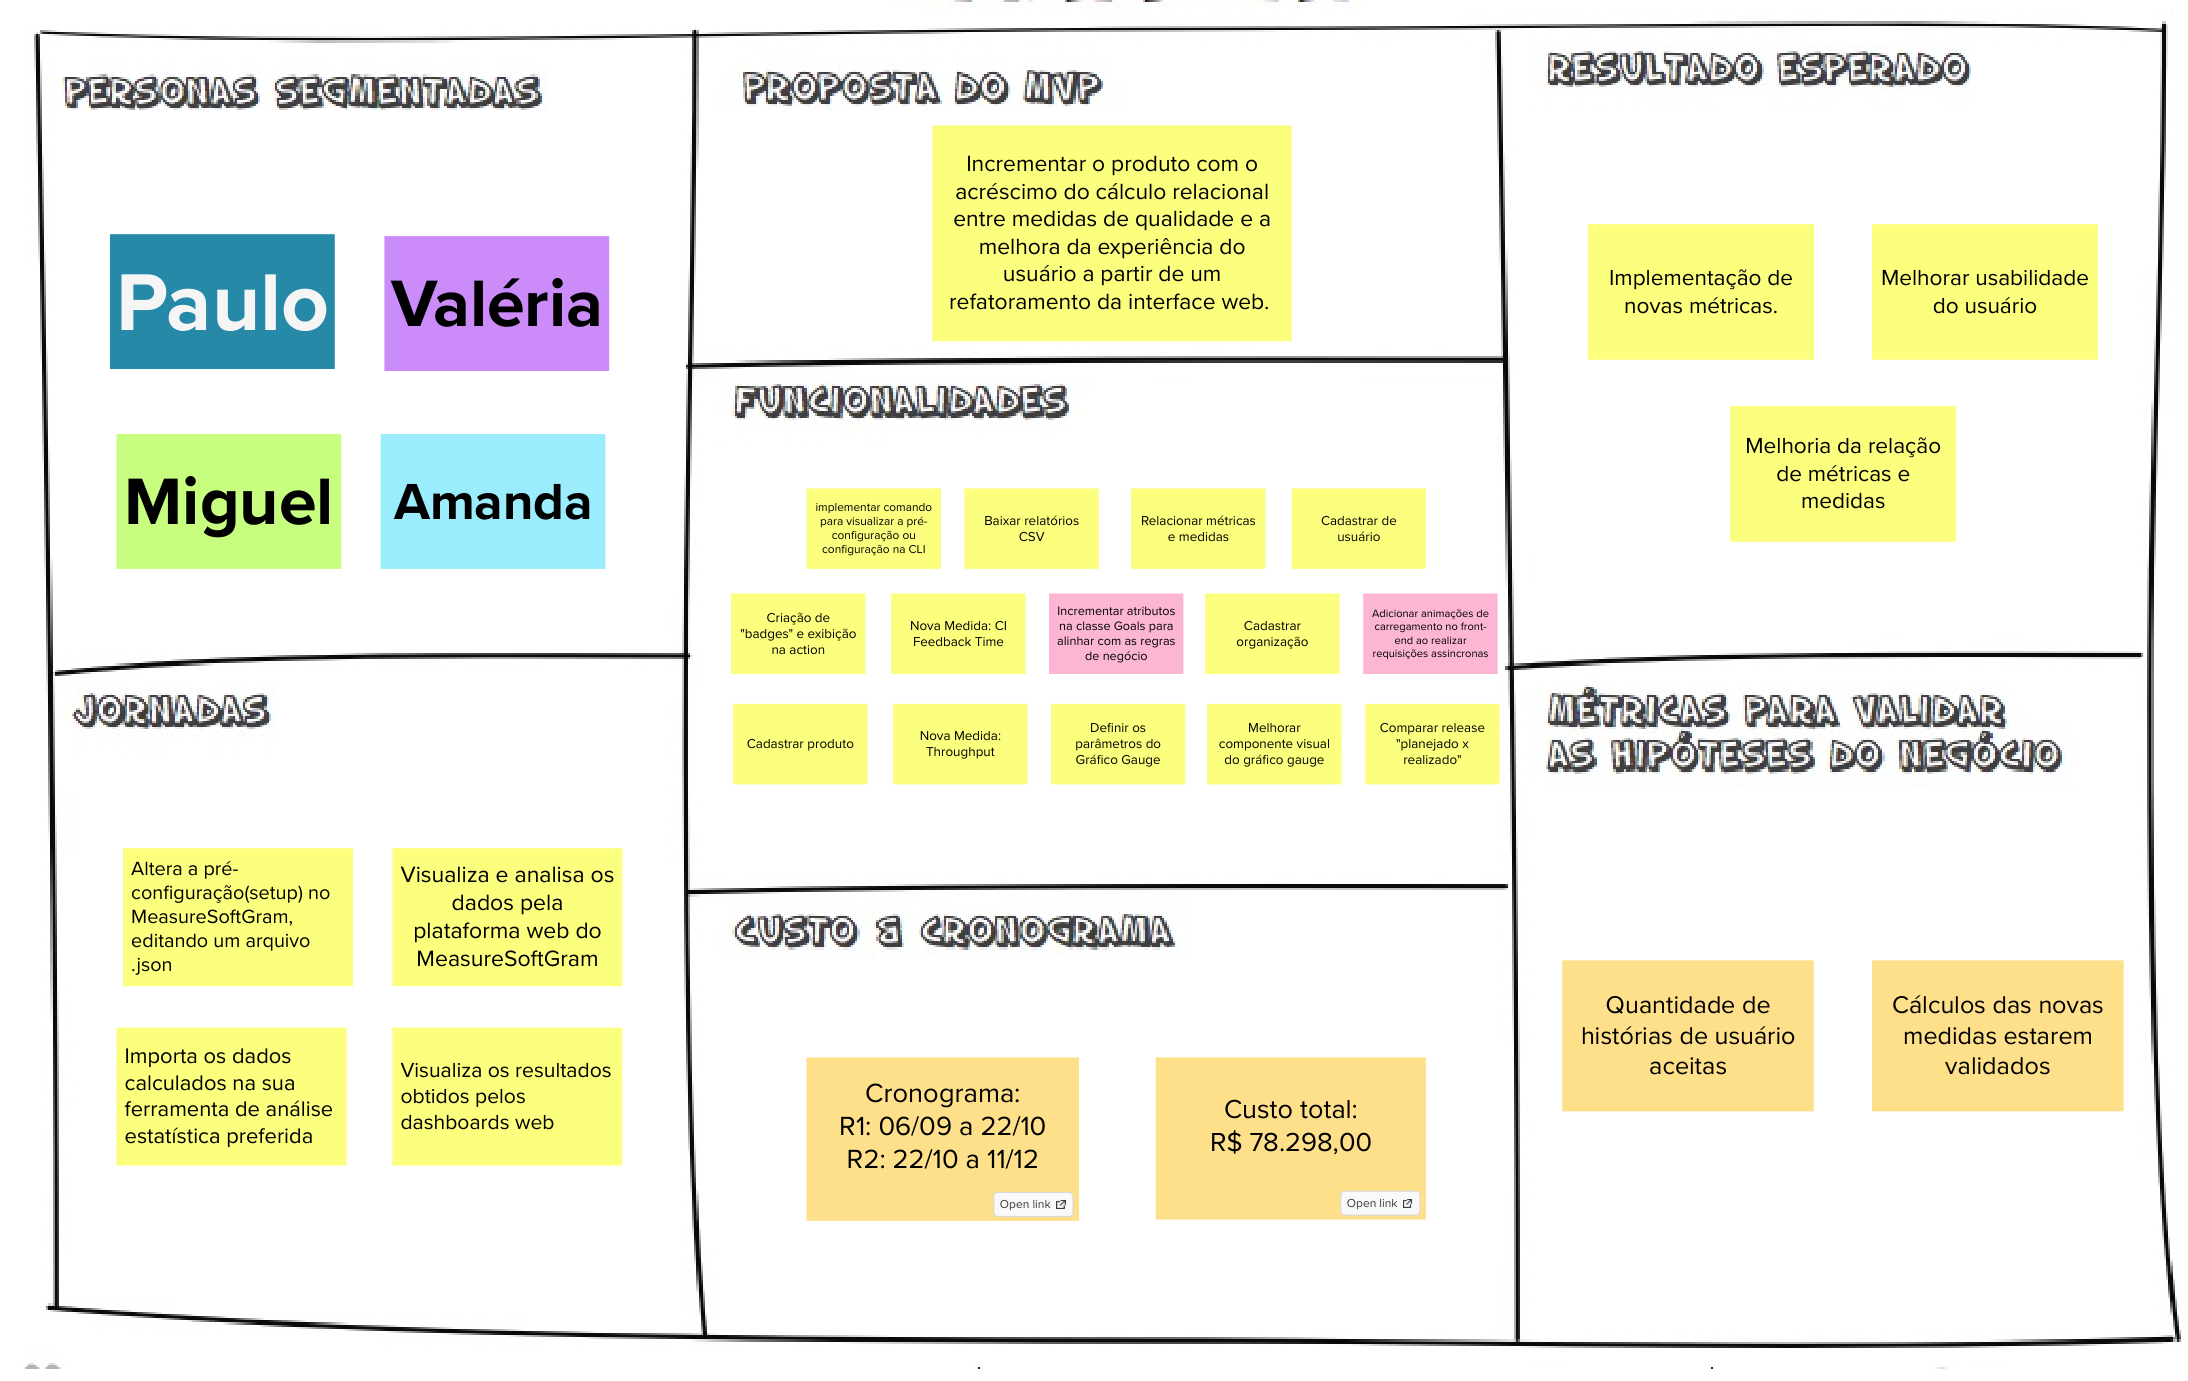 PERSONAS SEGMENTADAS
Paulo
Valéria
Miguel
Amanda
JORNADAS
Altera a pré-
configuração(setup) no
MeasureSoftGram,
editando um arquivo
.json
Visualiza e analisa os
dados pela
plataforma web do
MeasureSoftGram
Importa os dados
calculados na sua
ferramenta de análise
estatística preferida
Visualiza os resultados
obtidos pelos
dashboards web
PROPOSTA DO MVP
Incrementar o produto com o
acréscimo do cálculo relacional
entre medidas de qualidade e a
melhora da experiência do
usuário a partir de um
refatoramento da interface web.
FUNCIONALIDADES
implementar comando
para visualizar a pré-
configuração ou
configuração na CLI
Baixar relatórios
CSV
Relacionar métricas
e medidas
Cadastrar de
usuário
Criação de
"badges" e exibição
na action
Nova Medida: CI
Feedback Time
Incrementar atributos
na classe Goals para
alinhar com as regras
de negócio
Cadastrar
organização
Adicionar animações de
carregamento no front-
end ao realizar
requisições assincronas
Cadastrar produto
Nova Medida:
Throughput
Definir os
parâmetros do
Gráfico Gauge
Melhorar
componente visual
do gráfico gauge
Comparar release
"planejado x
realizado"
CUSTO & CRONOGRAMA
Cronograma:
R1: 06/09 a 22/10
R2: 22/10 a 11/12
Open link
Custo total:
R$ 78.298,00
Open link
RESULTADO ESPERADO
Implementação de
novas métricas.
Melhorar usabilidade
do usuário
Melhoria da relação
de métricas e
medidas
MÉTRICAS PARA VALIDAR
AS HIPÓTESES DO NEGÓCIO
Quantidade de
histórias de usuário
aceitas
Cálculos das novas
medidas estarem
validados